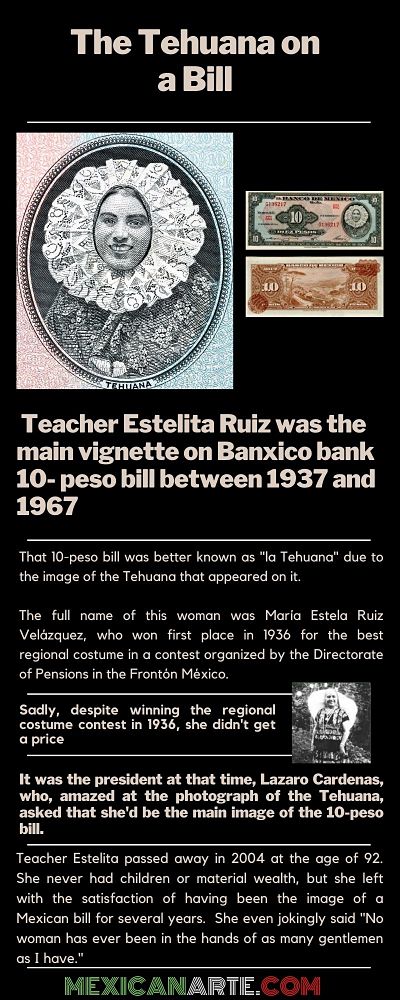 The Tehuana on
a Bill
EL BANCO DE MEXICO
10
TEHUANA
10
10
Teacher Estelita Ruiz was the
main vignette on Banxico bank
10- peso bill between 1937 and
1967
That 10-peso bill was better known as "la Tehuana" due to
the image of the Tehuana that appeared on it.
The full name of this woman was María Estela Ruiz
Velázquez, who won first place in 1936 for the best
regional costume in a contest organized by the Directorate
of Pensions in the Frontón México.
Sadly, despite winning the regional
costume contest in 1936, she didn't get
a price
It was the president at that time, Lazaro Cardenas,
who, amazed at the photograph of the Tehuana,
asked that she'd be the main image of the 10-peso
bill.
Teacher Estelita passed away in 2004 at the age of 92.
She never had children or material wealth, but she left
with the satisfaction of having been the image of a
Mexican bill for several years. She even jokingly said "No
woman has ever been in the hands of as many gentlemen
as I have."
MEXICANARTE.COM